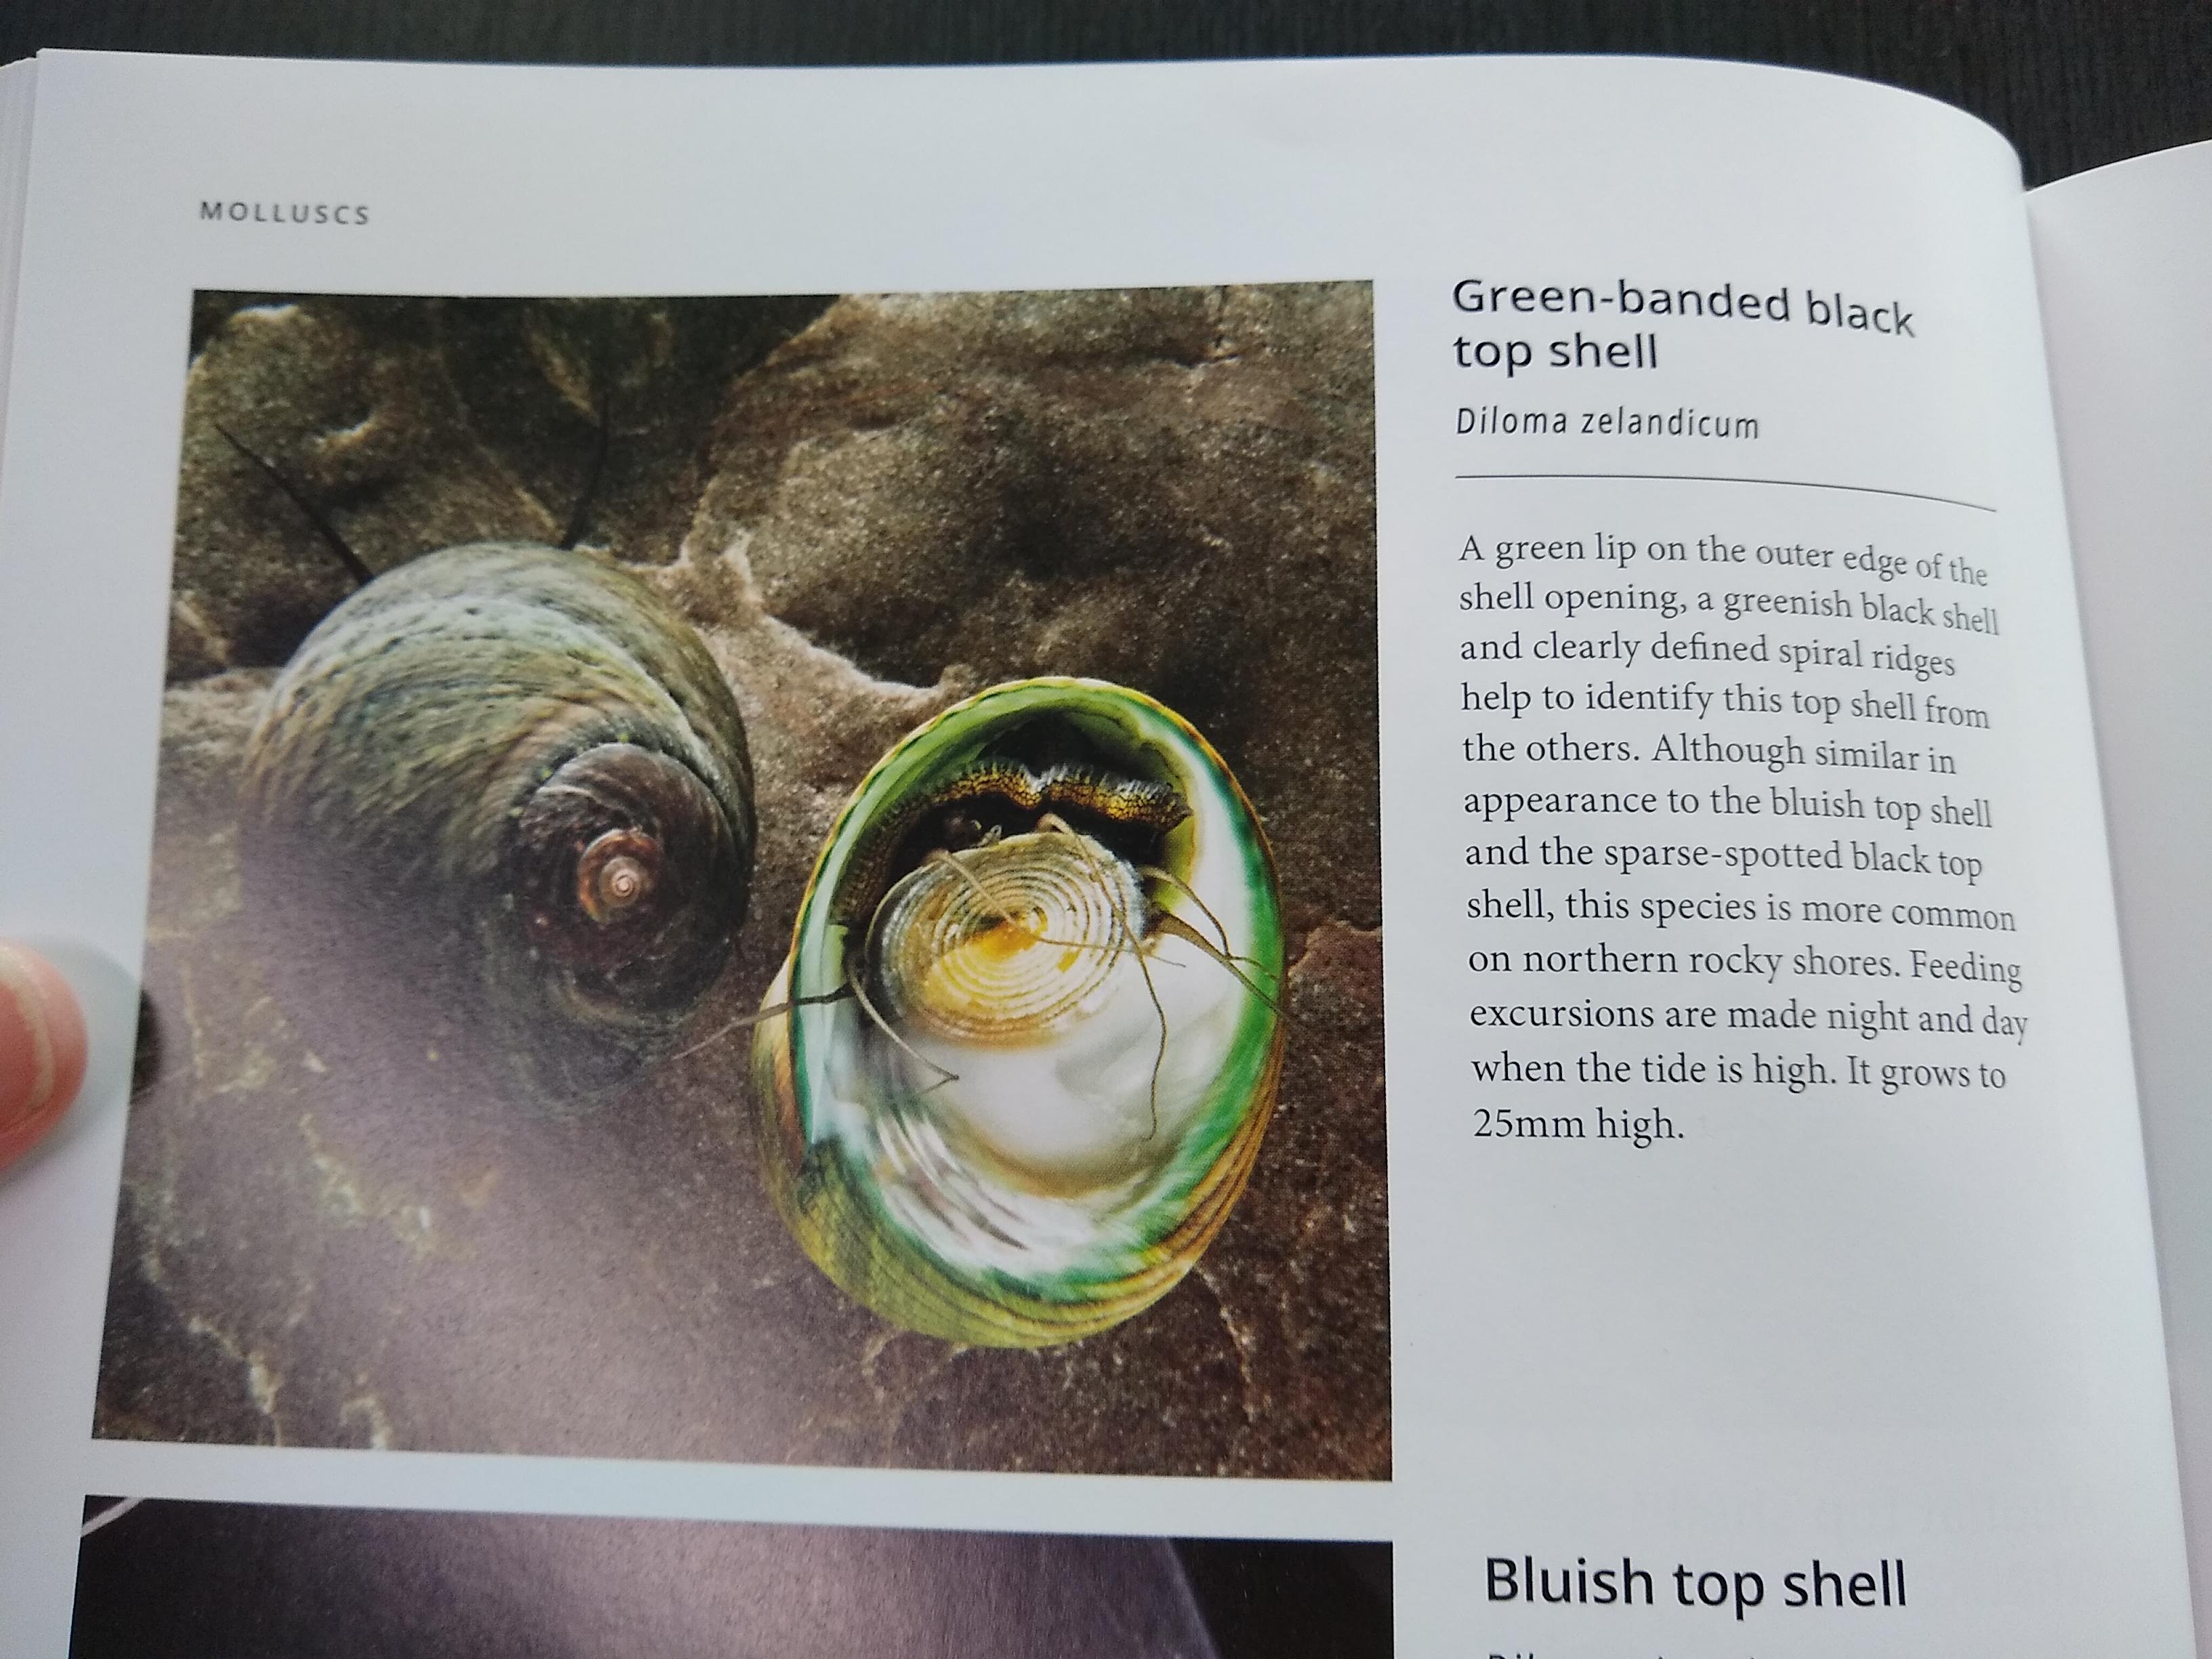 MOLLUSCS
Green-banded black
top shell
Diloma zelandicum
A green lip on the outer edge of the
shell opening, a greenish black shell
and clearly defined spiral ridges
help to identify this top shell from
the others. Although similar in
appearance to the bluish top shell
and the sparse-spotted black top
shell, this species is more common
on northern rocky shores. Feeding
excursions are made night and day
when the tide is high. It grows to
25mm high.
Bluish top shell